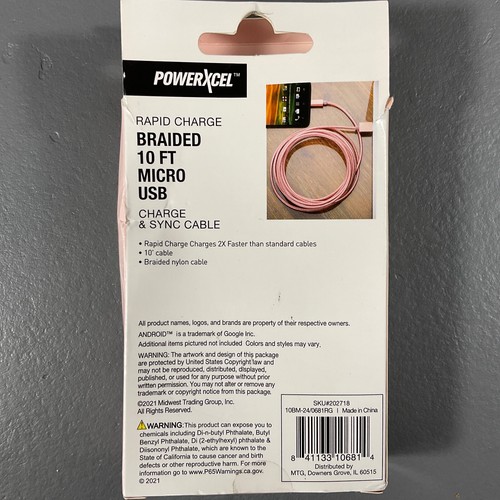 POWERXCEL™
RAPID CHARGE
BRAIDED
10 FT
MICRO
USB
CHARGE
& SYNC CABLE
• Rapid Charge Charges 2X Faster than standard cables
• 10' cable
• Braided nylon cable
All product names, logos, and brands are property of their respective owners.
ANDROID™ is a trademark of Google Inc.
Additional items pictured not included Colors and styles may vary.
WARNING: The artwork and design of this package
are protected by United States Copyright law and
may not be reproduced, distributed, displayed,
published, or used for any purpose without prior
written permission. You may not alter or remove any
trademark or copyright notice from this package.
©2021 Midwest Trading Group, Inc.
All Rights Reserved.
WARNING: This product can expose you to
chemicals including Di-n-butyl Phthalate, Butyl
Benzyl Phthalate, Di (2-ethylhexyl) phthalate &
Diisononyl Phthalate, which are known to the
State of California to cause cancer and birth
defects or other reproductive harm. For more
information go to www.P65Warnings.ca.gov.
© 2021
SKU#202718
10BM-24/0681RG | Made in China
8 41133 10681 4
Distributed by
MTG, Downers Grove, IL 60515